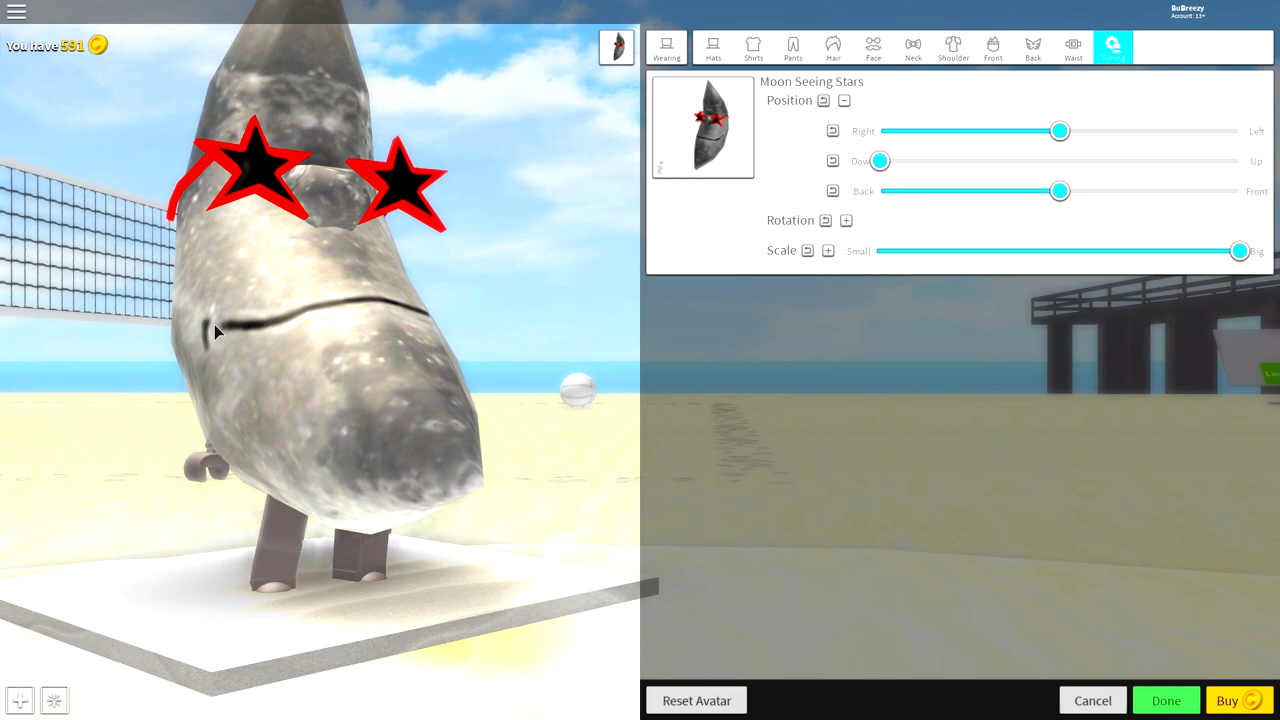 BuBreezy
Account: 13+
You have 591
Wearing
Hats
Shirts
Pants
Hair
Face
Neck
Shoulder
Front
Back
Waist
Moon Seeing Stars
Position
Right
Left
Dow
Up
Back
Front
Rotation
Scale
Small
Big
Reset Avatar
Cancel
Done
Buy